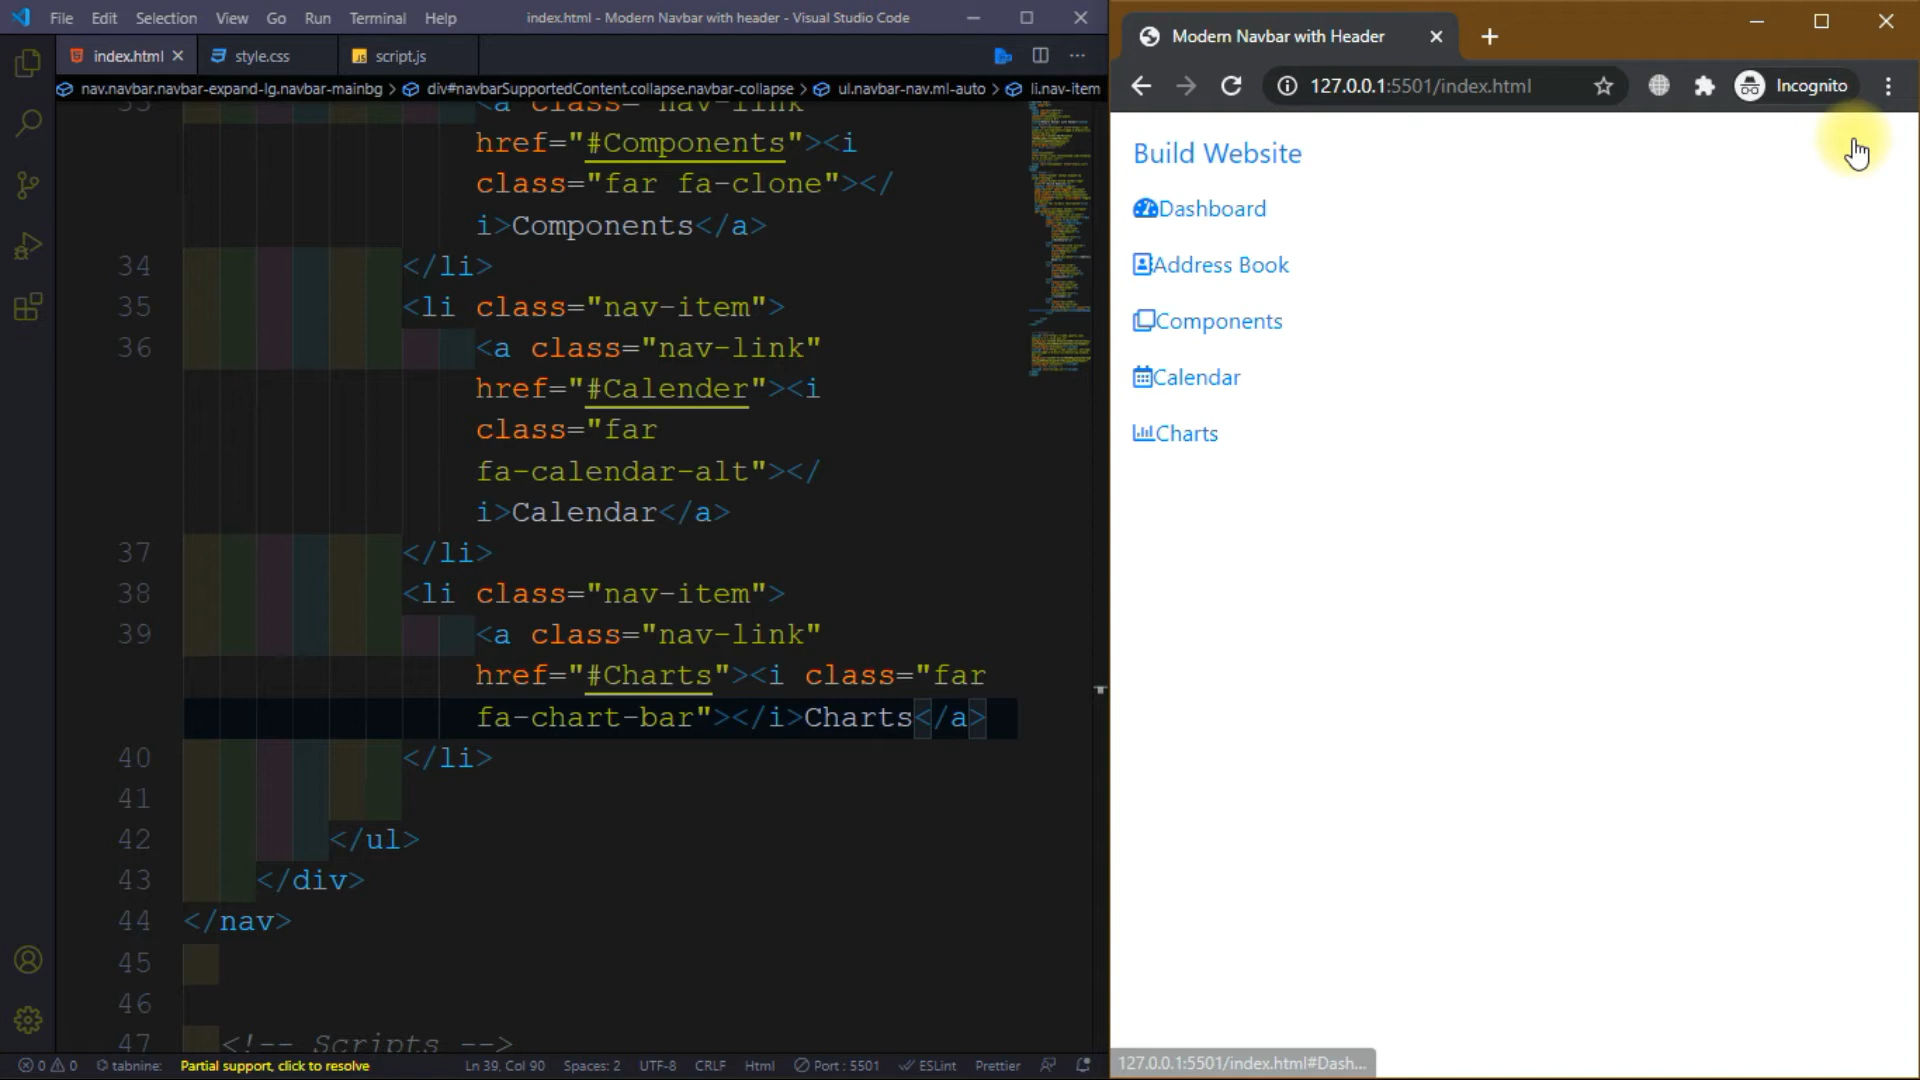 File Edit Selection View Go Run Terminal Help
index.html - Modern Navbar with header - Visual Studio Code
index.html
style.css
JS script.js
nav.navbar.navbar-expand-lg.navbar-mainbg > div#navbarSupportedContent.collapse.navbar-collapse > ul.navbar-nav.ml-auto > li.nav-item
33 <a class="nav-link"
href="#Components"><i
class="far fa-clone"></
i>Components</a>
34 </li>
35 <li class="nav-item">
36 <a class="nav-link"
href="#Calender"><i
class="far
fa-calendar-alt"></
i>Calendar</a>
37 </li>
38 <li class="nav-item">
39 <a class="nav-link"
href="#Charts"><i class="far
fa-chart-bar"></i>Charts</a>
40 </li>
41
42 </ul>
43 </div>
44 </nav>
45
46
47 <!-- Scripts -->
0 0 tabnine: Partial support, click to resolve Ln 39, Col 90 Spaces: 2 UTF-8 CRLF Html Port : 5501 ESLint Prettier
Modern Navbar with Header
127.0.0.1:5501/index.html
Incognito
Build Website
Dashboard
Address Book
Components
Calendar
Charts
127.0.0.1:5501/index.html#Dash...